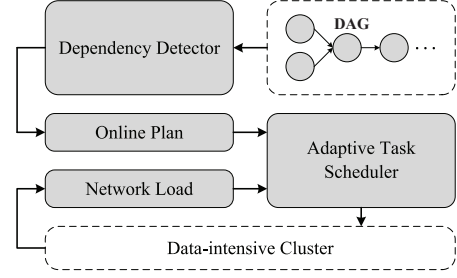 DAG
Dependency Detector
...
Online Plan
Adaptive Task
Scheduler
Network Load
Data-intensive Cluster